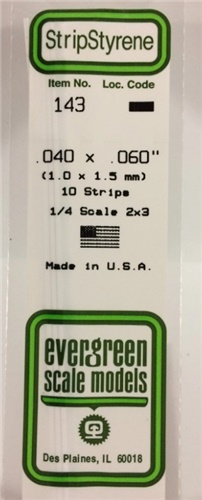 StripStyrene
Item No. Loc. Code
143
.040 x .060"
(1.0 x 1.5 mm)
10 Strips
1/4 Scale 2x3
Made in U.S.A.
evergreen
scale models
Des Plaines, IL 60018